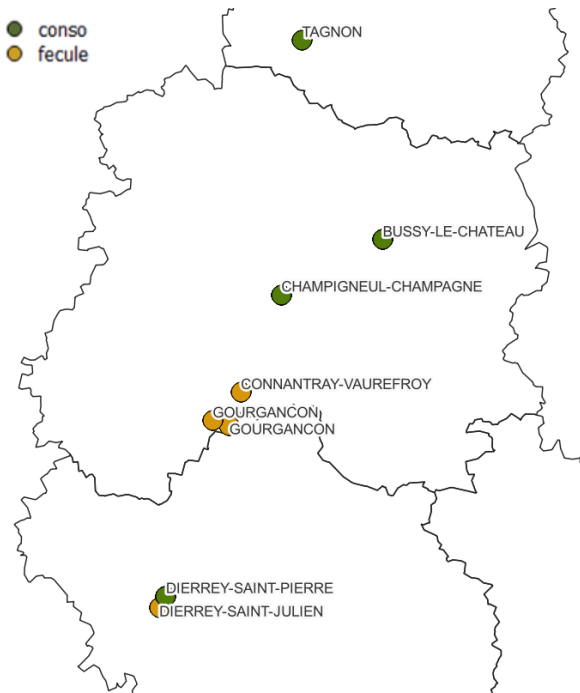 conso
fecule
TAGNON
BUSSY-LE-CHATEAU
CHAMPIGNEUL-CHAMPAGNE
CONNANTRAY-VAUREFROY
GOURGANCON
GOURGANCON
DIERREY-SAINT-PIERRE
DIERREY-SAINT-JULIEN